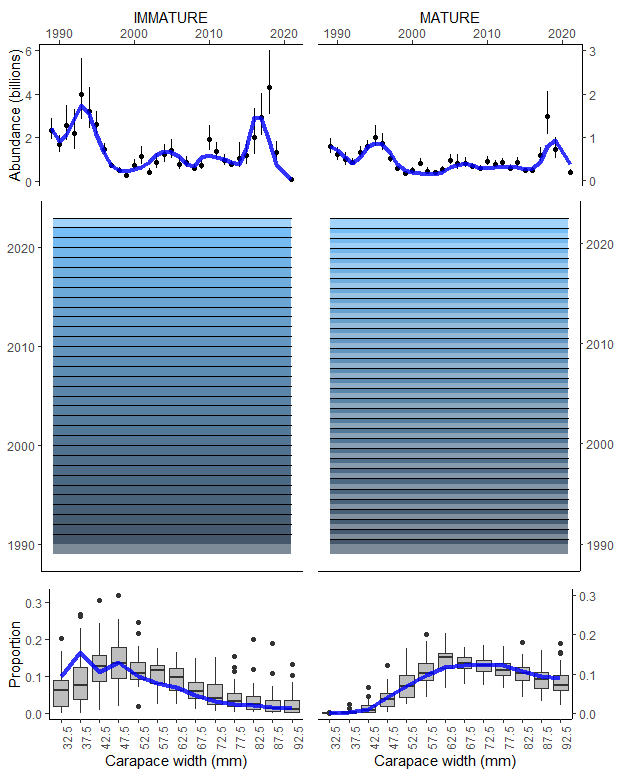 IMMATURE MATURE
1990 2000 2010 2020 1990 2000 2010 2020
Abundance (billions)
6 3
4 2
2 1
0 0
2020 2020
2010 2010
2000 2000
1990 1990
Proportion
0.3 0.3
0.2 0.2
0.1 0.1
0.0 0.0
32.5 37.5 42.5 47.5 52.5 57.5 62.5 67.5 72.5 77.5 82.5 87.5 92.5 32.5 37.5 42.5 47.5 52.5 57.5 62.5 67.5 72.5 77.5 82.5 87.5 92.5
Carapace width (mm) Carapace width (mm)